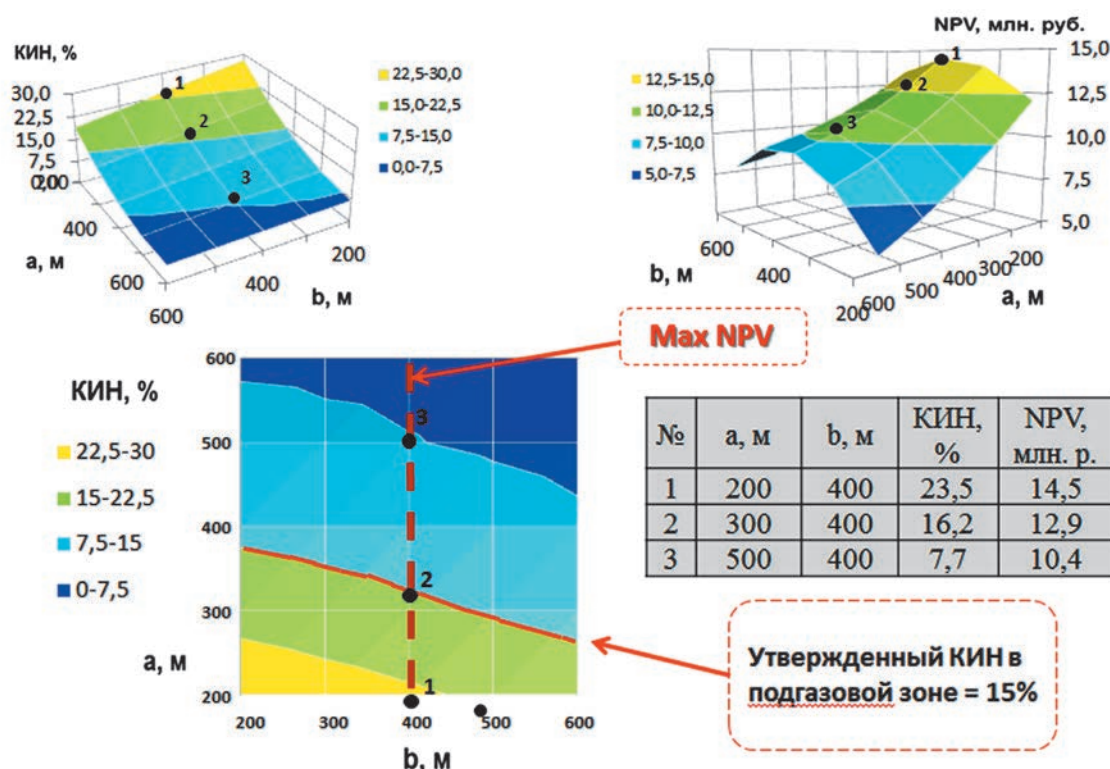 КИН, %
30,0
22,5
15,0
7,5
0,0
200
400
600
а, м
600
400
200
b, м
1
2
3
22,5-30,0
15,0-22,5
7,5-15,0
0,0-7,5
NPV, млн. руб.
15,0
12,5
10,0
7,5
5,0
12,5-15,0
10,0-12,5
7,5-10,0
5,0-7,5
1
2
3
600
400
200
b, м
600
500
400
300
200
а, м
Max NPV
КИН, %
22,5-30
15-22,5
7,5-15
0-7,5
600
500
400
300
200
а, м
3
2
1
200 300 400 500 600
b, м
№ а, м b, м КИН, % NPV, млн. р.
1 200 400 23,5 14,5
2 300 400 16,2 12,9
3 500 400 7,7 10,4
Утвержденный КИН в
подгазовой зоне = 15%